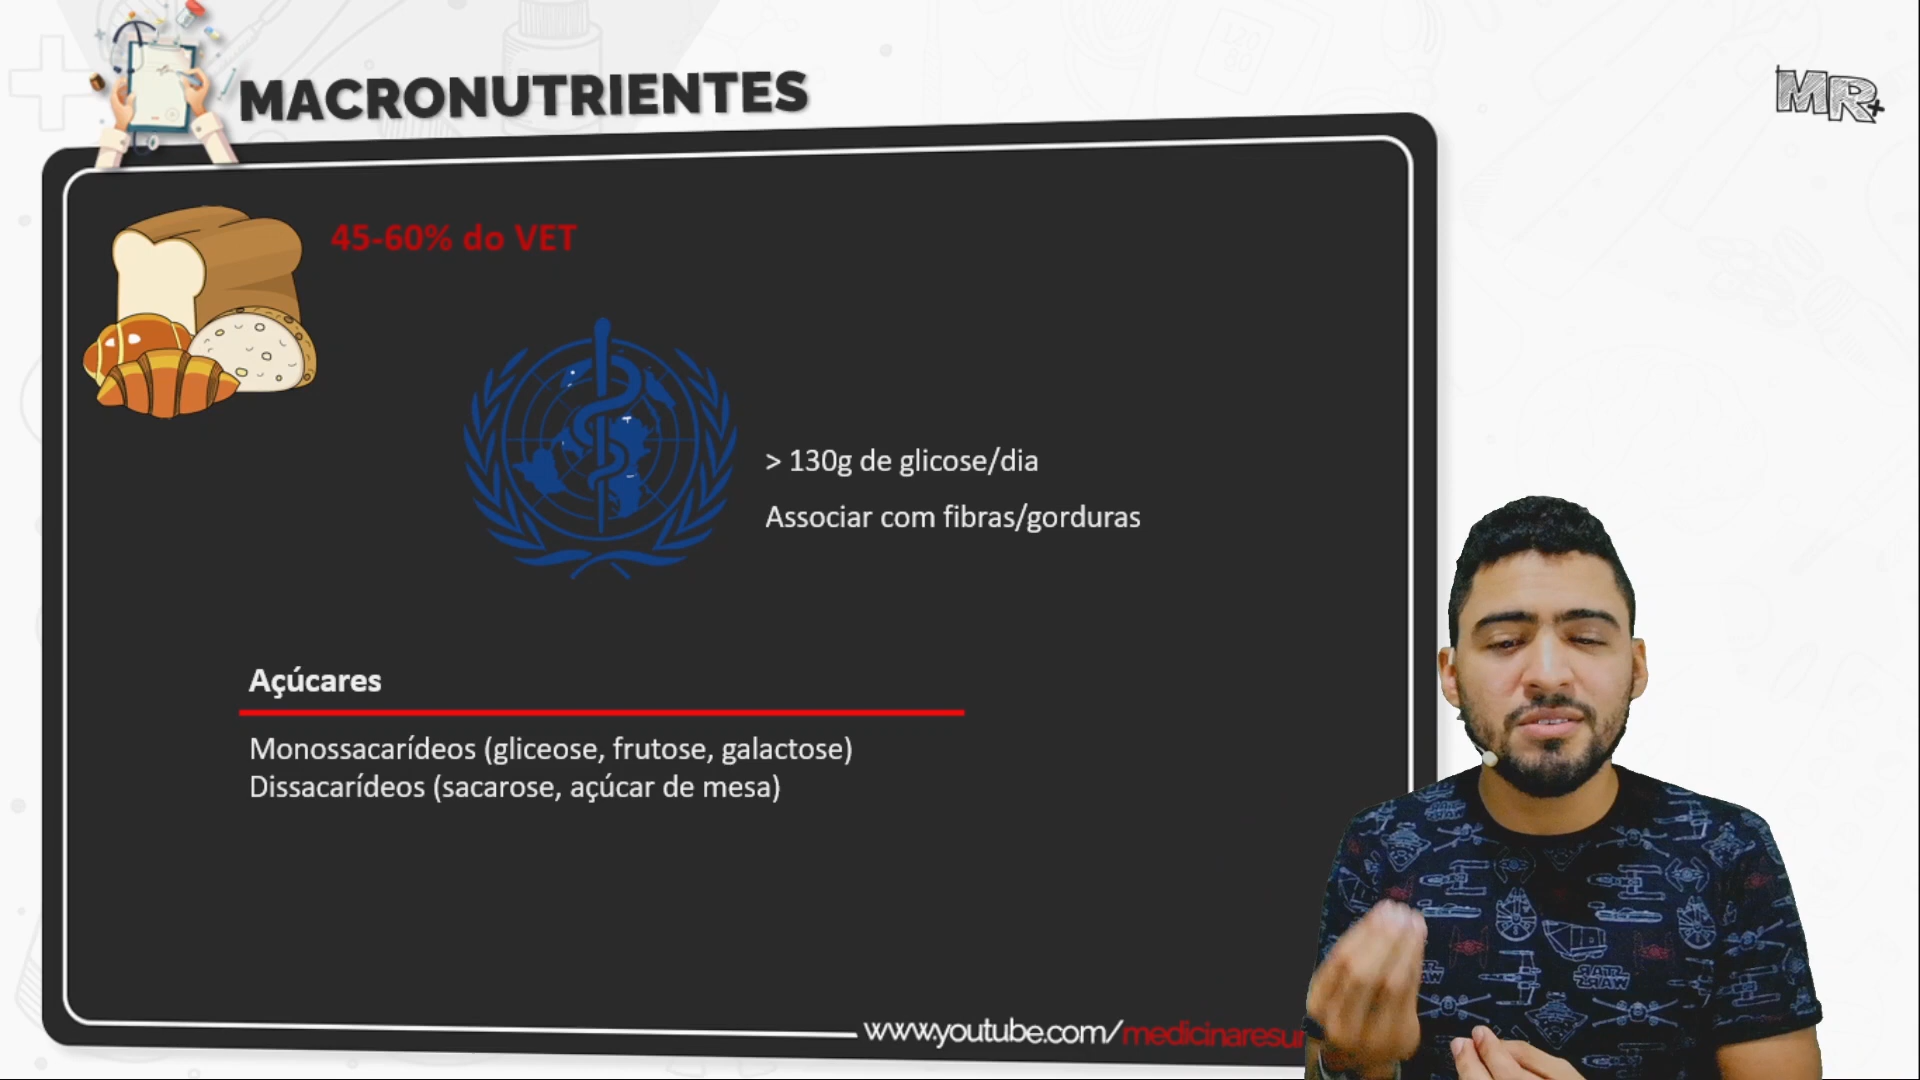 MACRONUTRIENTES
MR+
45-60% do VET
> 130g de glicose/dia
Associar com fibras/gorduras
Açúcares
Monossacarídeos (gliceose, frutose, galactose)
Dissacarídeos (sacarose, açúcar de mesa)
www.youtube.com/medicinaresu